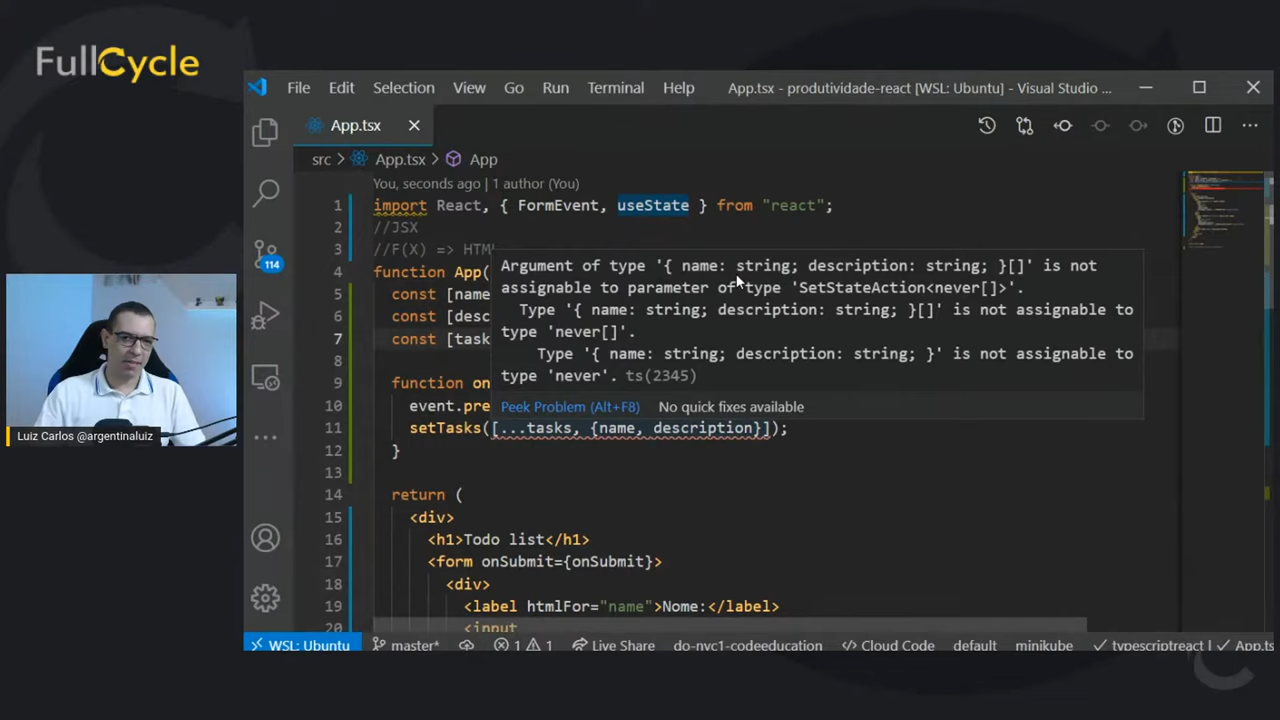 FullCycle
File Edit Selection View Go Run Terminal Help App.tsx - produtividade-react [WSL: Ubuntu] - Visual Studio ...
App.tsx
src > App.tsx > App
You, seconds ago | 1 author (You)
1 import React, { FormEvent, useState } from "react";
2 //JSX
3 //F(X) => HTML
4 function App(
5 const [name
6 const [desc
7 const [task
8
Argument of type '{ name: string; description: string; }[]' is not
assignable to parameter of type 'SetStateAction<never[]>'.
Type '{ name: string; description: string; }[]' is not assignable to
type 'never[]'.
Type '{ name: string; description: string; }' is not assignable to
type 'never'. ts(2345)
Peek Problem (Alt+F8) No quick fixes available
9 function on
10 event.pre
11 setTasks([...tasks, {name, description}]);
12 }
13
14 return (
15 <div>
16 <h1>Todo list</h1>
17 <form onSubmit={onSubmit}>
18 <div>
19 <label htmlFor="name">Nome:</label>
20 <input
114
Luiz Carlos @argentinaluiz
WSL: Ubuntu master* 1 1 Live Share do-nyc1-codeeducation Cloud Code default minikube typescriptreact | App.ts